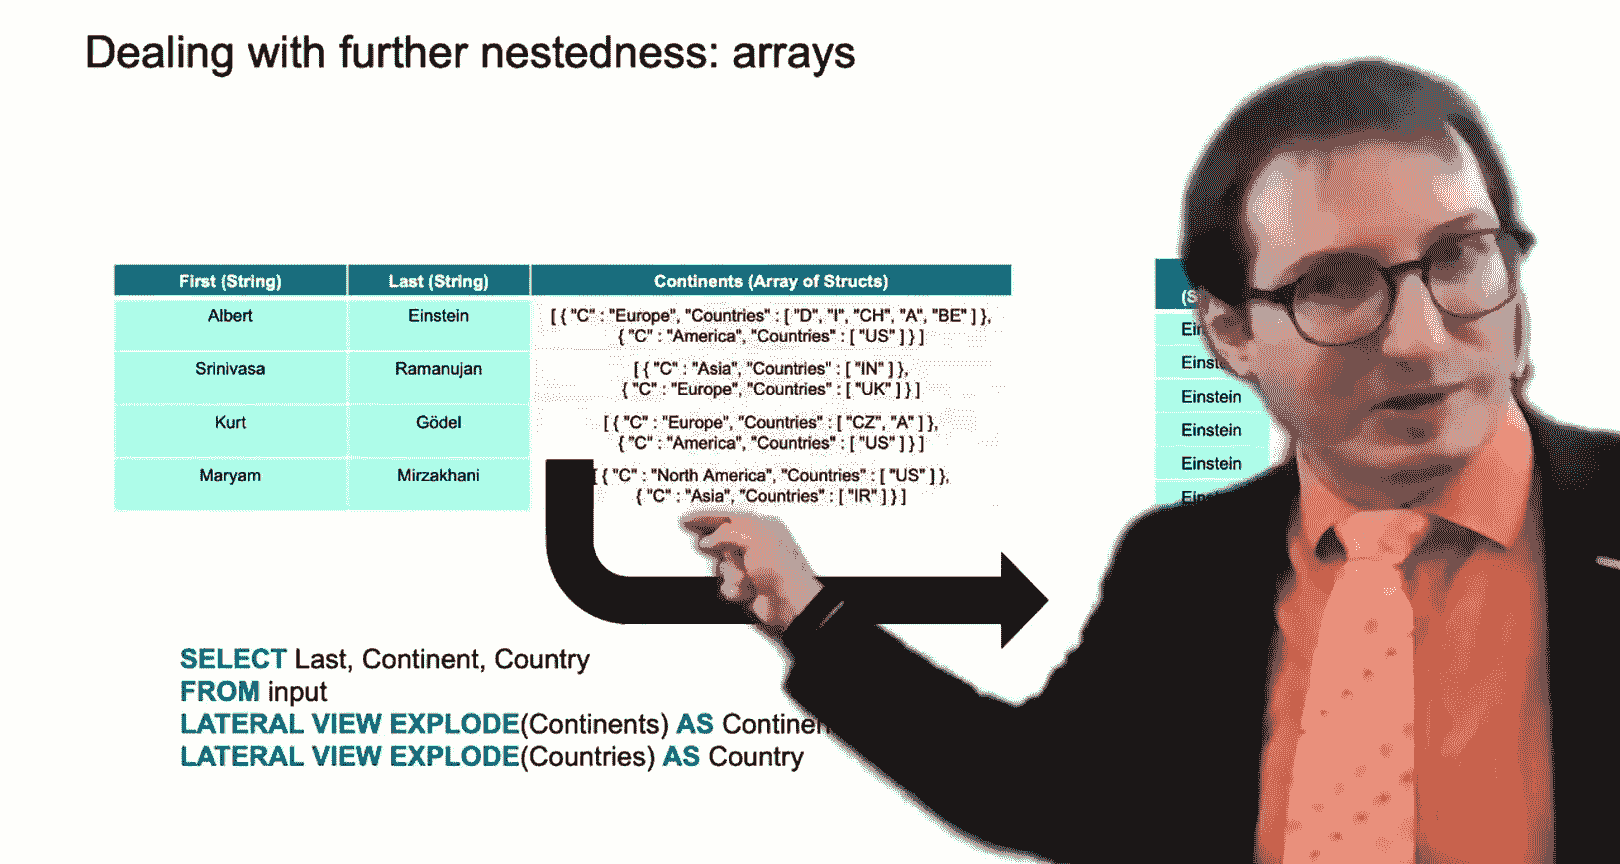 Dealing with further nestedness: arrays
First (String) Last (String) Continents (Array of Structs)
Albert Einstein [ { "C" : "Europe", "Countries" : [ "D", "I", "CH", "A", "BE" ] },
{ "C" : "America", "Countries" : [ "US" ] } ]
Srinivasa Ramanujan [ { "C" : "Asia", "Countries" : [ "IN" ] },
{ "C" : "Europe", "Countries" : [ "UK" ] } ]
Kurt Gödel [ { "C" : "Europe", "Countries" : [ "CZ", "A" ] },
{ "C" : "America", "Countries" : [ "US" ] } ]
Maryam Mirzakhani [ { "C" : "North America", "Countries" : [ "US" ] },
{ "C" : "Asia", "Countries" : [ "IR" ] } ]
Einstein
Einstein
Einstein
SELECT Last, Continent, Country
FROM input
LATERAL VIEW EXPLODE(Continents) AS
LATERAL VIEW EXPLODE(Countries) AS Country